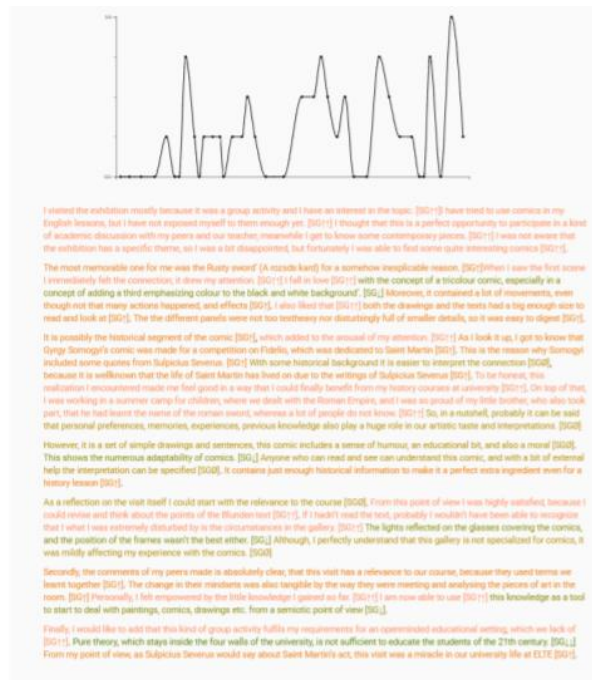 SG-
SG+
I visited the exhibition mostly because it was a group activity and I have an interest in the topic. [SG↑↑]I have tried to use comics in my
English lessons, but I have not exposed myself to them enough yet. [SG↑↑] I thought that this is a perfect opportunity to participate in a kind
of academic discussion with my peers and our teacher, meanwhile I get to know some contemporary pieces. [SG↑↑] I was not aware that
the exhibition has a specific theme, so I was a bit disappointed, but fortunately I was able to find some quite interesting comics [SG↑↑].
The most memorable one for me was the Rusty sword' (A rozsdás kard) for a somehow inexplicable reason. [SG↑]When I saw the first scene
I immediately felt the connection, it drew my attention. [SG↑↑] I fall in love [SG↑↑] with the concept of a tricolour comic, especially in a
concept of adding a third emphasizing colour to the black and white background'. [SG↓] Moreover, it contained a lot of movements, even
though not that many actions happened, and effects [SG↑]. I also liked that [SG↑↑] both the drawings and the texts had a big enough size to
read and look at [SG↑]. The the different panels were not too textheavy nor disturbingly full of smaller details, so it was easy to digest [SG↑].
It is possibly the historical segment of the comic [SG↑], which added to the arousal of my attention. [SG↑↑] As I look it up, I got to know that
Gyrgy Somogyi's comic was made for a competition on Fidelio, which was dedicated to Saint Martin [SG↑]. This is the reason why Somogyi
included some quotes from Sulpicius Severus. [SG↑] With some historical background it is easier to interpret the connection [SGØ],
because it is wellknown that the life of Saint Martin has lived on due to the writings of Sulpicius Severus [SG↑]. To be honest, this
realization I encountered made me feel good in a way that I could finally benefit from my history courses at university [SG↑↑]. On top of that,
I was working in a summer camp for children, where we dealt with the Roman Empire, and I was so proud of my little brother, who also took
part, that he had learnt the name of the roman sword, whereas a lot of people do not know. [SG↑↑] So, in a nutshell, probably it can be said
that personal preferences, memories, experiences, previous knowledge also play a huge role in our artistic taste and interpretations [SGØ].
However, it is a set of simple drawings and sentences, this comic includes a sense of humour, an educational bit, and also a moral [SGØ].
This shows the numerous adaptability of comics. [SG↓] Anyone who can read and see can understand this comic, and with a bit of external
help the interpretation can be specified [SGØ]. It contains just enough historical information to make it a perfect extra ingredient even for a
history lesson [SG↑].
As a reflection on the visit itself I could start with the relevance to the course [SGØ]. From this point of view I was highly satisfied, because I
could revise and think about the points of the Blunden text [SG↑↑]. If I hadn't read the text, probably I wouldn't have been able to recognize
that I what I was extremely disturbed by is the circumstances in the gallery. [SG↑↑] The lights reflected on the glasses covering the comics,
and the position of the frames wasn't the best either. [SG↓] Although, I perfectly understand that this gallery is not specialized for comics, it
was mildly affecting my experience with the comics. [SGØ]
Secondly, the comments of my peers made is absolutely clear, that this visit has a relevance to our course, because they used terms we
learnt together [SG↑]. The change in their mindsets was also tangible by the way they were meeting and analysing the pieces of art in the
room. [SG↑] Personally, I felt empowered by the little knowledge I gained so far. [SG↑↑] I am now able to use [SG↑↑] this knowledge as a tool
to start to deal with paintings, comics, drawings etc. from a semiotic point of view [SG↓].
Finally, I would like to add that this kind of group activity fulfils my requirements for an openminded educational setting, which we lack of
[SG↑↑]. Pure theory, which stays inside the four walls of the university, is not sufficient to educate the students of the 21th century. [SG↓↓]
From my point of view, as Sulpicius Severus would say about Saint Martin's act, this visit was a miracle in our university life at ELTE [SG↑].